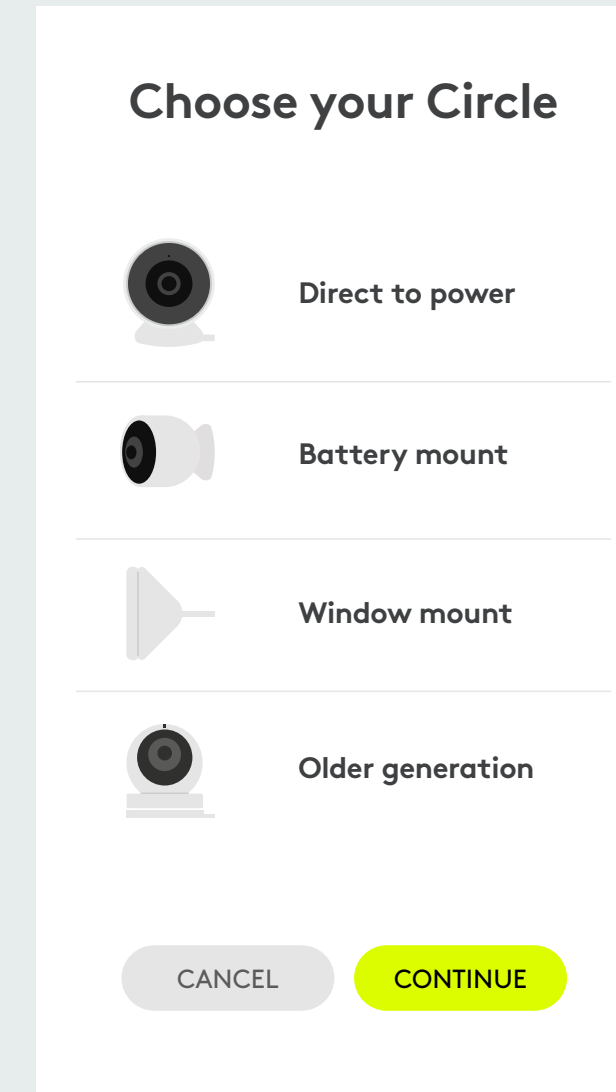 Choose your Circle
Direct to power
Battery mount
Window mount
Older generation
CANCEL
CONTINUE